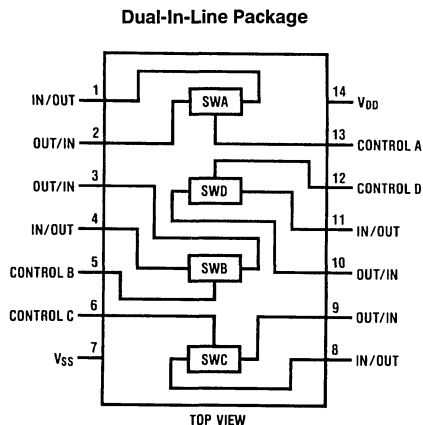 Dual-In-Line Package
1
IN/OUT
2
OUT/IN
3
OUT/IN
4
IN/OUT
5
CONTROL B
6
CONTROL C
7
VSS
SWA
SWD
SWB
SWC
14
VDD
13
CONTROL A
12
CONTROL D
11
IN/OUT
10
OUT/IN
9
OUT/IN
8
IN/OUT
TOP VIEW